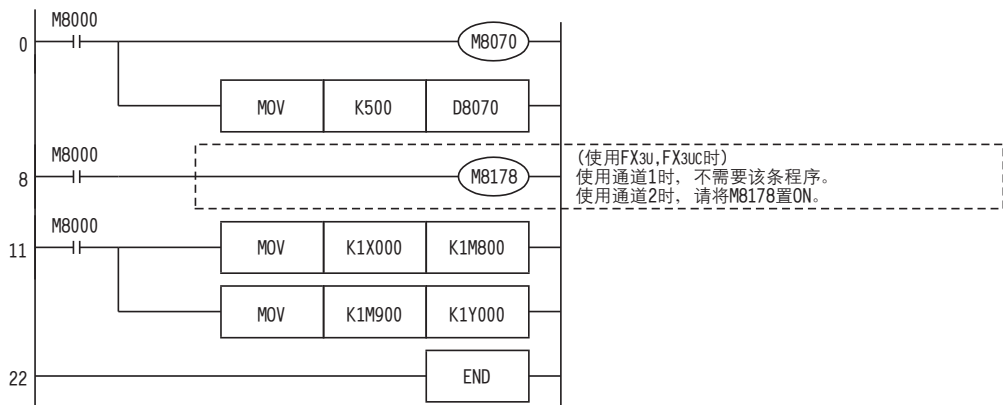 M8000
0
M8070
MOV K500 D8070
M8000
8
M8178
(使用FX3U,FX3UC时)
使用通道1时, 不需要该条程序。
使用通道2时, 请将M8178置ON。
M8000
11
MOV K1X000 K1M800
MOV K1M900 K1Y000
22
END